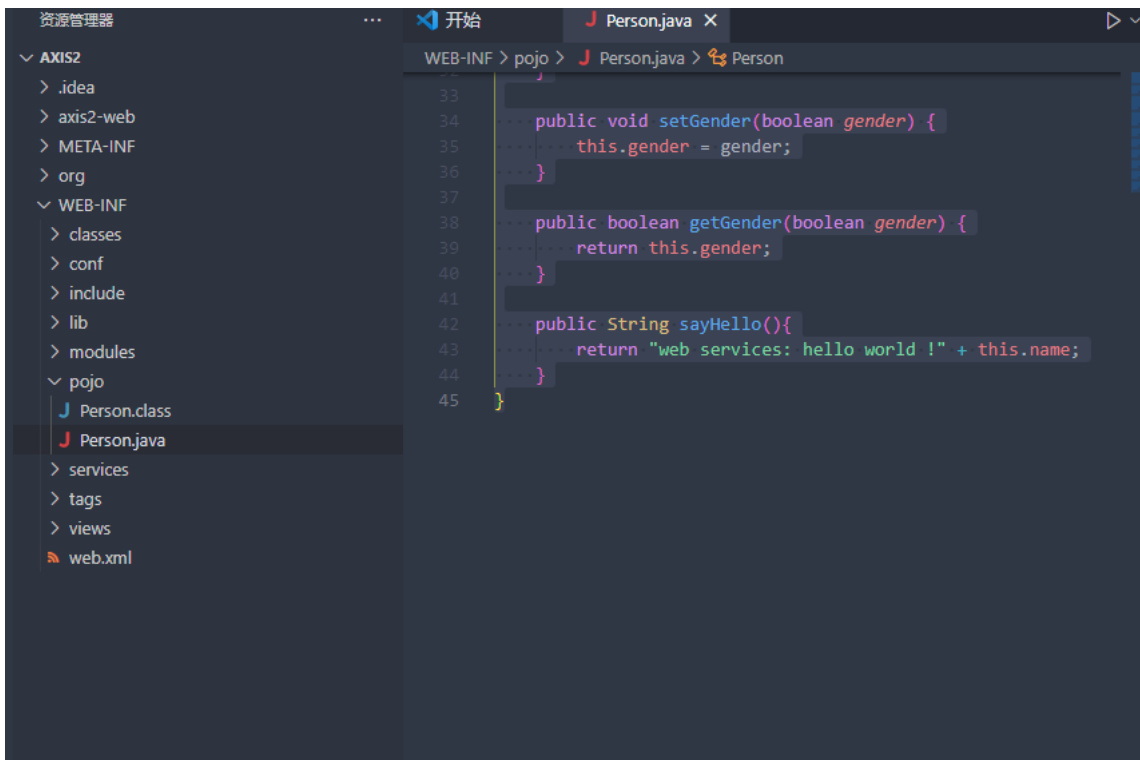 资源管理器 ···
AXIS2
.idea
axis2-web
META-INF
org
WEB-INF
classes
conf
include
lib
modules
pojo
Person.class
Person.java
services
tags
views
web.xml
开始 Person.java
WEB-INF > pojo > Person.java > Person
32 }
33
34 public void setGender(boolean gender) {
35 this.gender = gender;
36 }
37
38 public boolean getGender(boolean gender) {
39 return this.gender;
40 }
41
42 public String sayHello(){
43 return "web services: hello world !" + this.name;
44 }
45 }